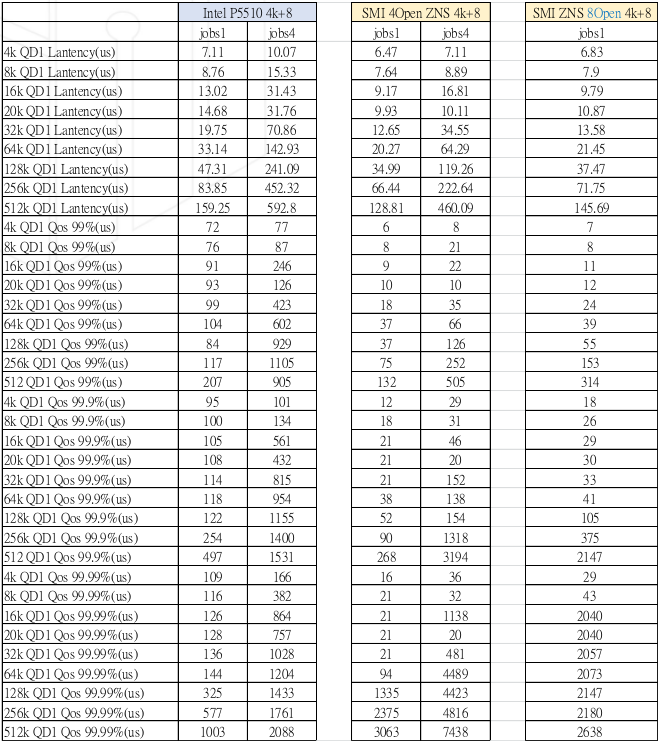 Intel P5510 4k+8 SMI 4Open ZNS 4k+8 SMI ZNS 8Open 4k+8
jobs1 jobs4 jobs1 jobs4 jobs1
4k QD1 Lantency(us) 7.11 10.07 6.47 7.11 6.83
8k QD1 Lantency(us) 8.76 15.33 7.64 8.89 7.9
16k QD1 Lantency(us) 13.02 31.43 9.17 16.81 9.79
20k QD1 Lantency(us) 14.68 31.76 9.93 10.11 10.87
32k QD1 Lantency(us) 19.75 70.86 12.65 34.55 13.58
64k QD1 Lantency(us) 33.14 142.93 20.27 64.29 21.45
128k QD1 Lantency(us) 47.31 241.09 34.99 119.26 37.47
256k QD1 Lantency(us) 83.85 452.32 66.44 222.64 71.75
512k QD1 Lantency(us) 159.25 592.8 128.81 460.09 145.69
4k QD1 Qos 99%(us) 72 77 6 8 7
8k QD1 Qos 99%(us) 76 87 8 21 8
16k QD1 Qos 99%(us) 91 246 9 22 11
20k QD1 Qos 99%(us) 93 126 10 10 12
32k QD1 Qos 99%(us) 99 423 18 35 24
64k QD1 Qos 99%(us) 104 602 37 66 39
128k QD1 Qos 99%(us) 84 929 37 126 55
256k QD1 Qos 99%(us) 117 1105 75 252 153
512 QD1 Qos 99%(us) 207 905 132 505 314
4k QD1 Qos 99.9%(us) 95 101 12 29 18
8k QD1 Qos 99.9%(us) 100 134 18 31 26
16k QD1 Qos 99.9%(us) 105 561 21 46 29
20k QD1 Qos 99.9%(us) 108 432 21 20 30
32k QD1 Qos 99.9%(us) 114 815 21 152 33
64k QD1 Qos 99.9%(us) 118 954 38 138 41
128k QD1 Qos 99.9%(us) 122 1155 52 154 105
256k QD1 Qos 99.9%(us) 254 1400 90 1318 375
512 QD1 Qos 99.9%(us) 497 1531 268 3194 2147
4k QD1 Qos 99.99%(us) 109 166 16 36 29
8k QD1 Qos 99.99%(us) 116 382 21 32 43
16k QD1 Qos 99.99%(us) 126 864 21 1138 2040
20k QD1 Qos 99.99%(us) 128 757 21 20 2040
32k QD1 Qos 99.99%(us) 136 1028 21 481 2057
64k QD1 Qos 99.99%(us) 144 1204 94 4489 2073
128k QD1 Qos 99.99%(us) 325 1433 1335 4423 2147
256k QD1 Qos 99.99%(us) 577 1761 2375 4816 2180
512k QD1 Qos 99.99%(us) 1003 2088 3063 7438 2638